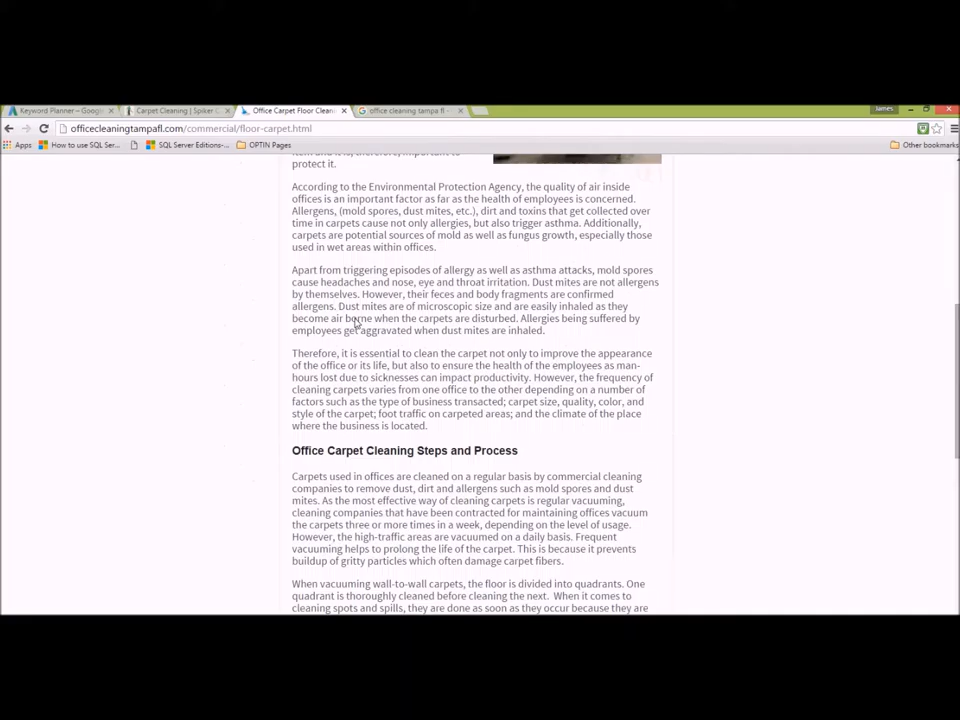 James
Keyword Planner – Googl
Carpet Cleaning | Spiker C
Office Carpet Floor Clean
office cleaning tampa fl -
officecleaningtampafl.com/commercial/floor-carpet.html
Apps
How to use SQL Ser...
SQL Server Editions-...
OPTIN Pages
Other bookmarks
protect it.
According to the Environmental Protection Agency, the quality of air inside
offices is an important factor as far as the health of employees is concerned.
Allergens, (mold spores, dust mites, etc.), dirt and toxins that get collected over
time in carpets cause not only allergies, but also trigger asthma. Additionally,
carpets are potential sources of mold as well as fungus growth, especially those
used in wet areas within offices.
Apart from triggering episodes of allergy as well as asthma attacks, mold spores
cause headaches and nose, eye and throat irritation. Dust mites are not allergens
by themselves. However, their feces and body fragments are confirmed
allergens. Dust mites are of microscopic size and are easily inhaled as they
become air borne when the carpets are disturbed. Allergies being suffered by
employees get aggravated when dust mites are inhaled.
Therefore, it is essential to clean the carpet not only to improve the appearance
of the office or its life, but also to ensure the health of the employees as man-
hours lost due to sicknesses can impact productivity. However, the frequency of
cleaning carpets varies from one office to the other depending on a number of
factors such as the type of business transacted; carpet size, quality, color, and
style of the carpet; foot traffic on carpeted areas; and the climate of the place
where the business is located.
Office Carpet Cleaning Steps and Process
Carpets used in offices are cleaned on a regular basis by commercial cleaning
companies to remove dust, dirt and allergens such as mold spores and dust
mites. As the most effective way of cleaning carpets is regular vacuuming,
cleaning companies that have been contracted for maintaining offices vacuum
the carpets three or more times in a week, depending on the level of usage.
However, the high-traffic areas are vacuumed on a daily basis. Frequent
vacuuming helps to prolong the life of the carpet. This is because it prevents
buildup of gritty particles which often damage carpet fibers.
When vacuuming wall-to-wall carpets, the floor is divided into quadrants. One
quadrant is thoroughly cleaned before cleaning the next. When it comes to
cleaning spots and spills, they are done as soon as they occur because they are